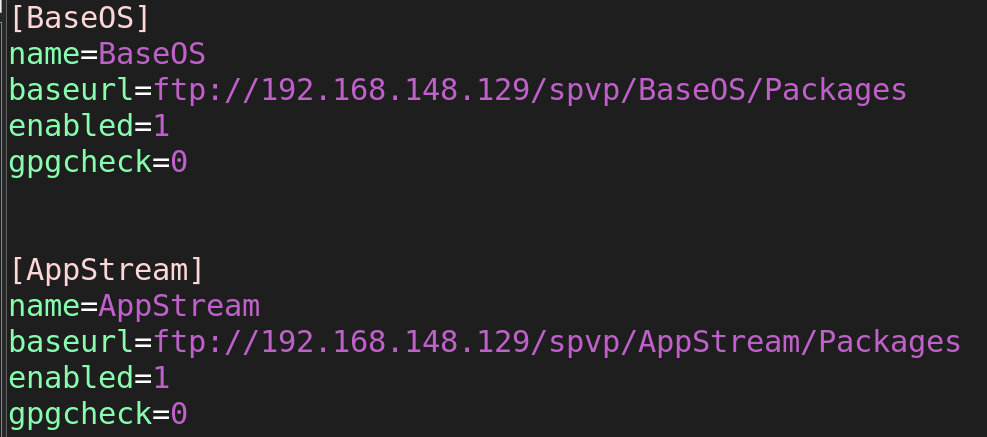 [BaseOS]
name=BaseOS
baseurl=ftp://192.168.148.129/spvp/BaseOS/Packages
enabled=1
gpgcheck=0
[AppStream]
name=AppStream
baseurl=ftp://192.168.148.129/spvp/AppStream/Packages
enabled=1
gpgcheck=0